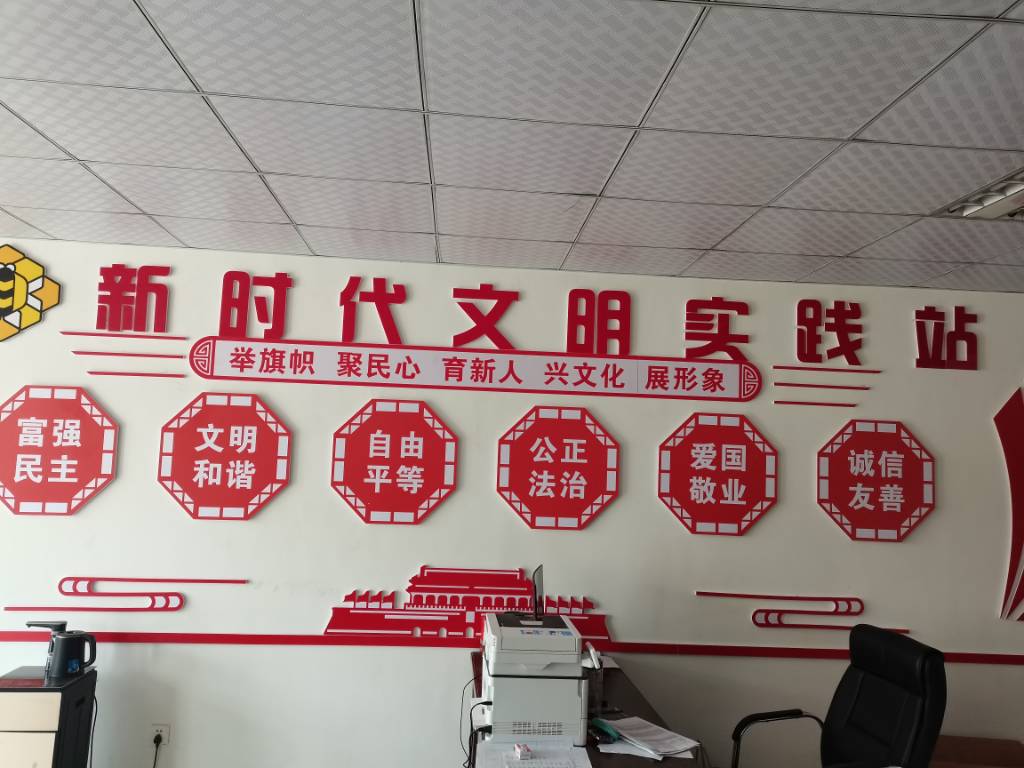 新时代文明实践站
举旗帜 聚民心 育新人 兴文化 展形象
富强
民主
文明
和谐
自由
平等
公正
法治
爱国
敬业
诚信
友善